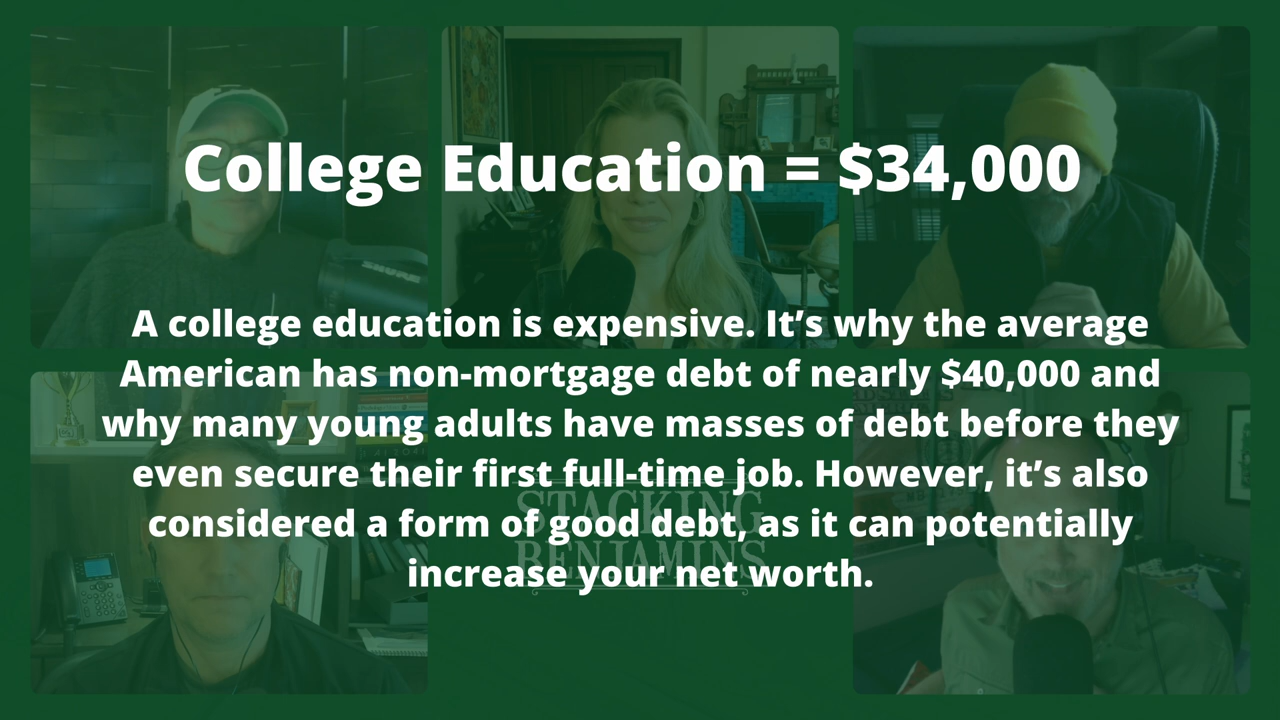 College Education = $34,000
A college education is expensive. It’s why the average
American has non-mortgage debt of nearly $40,000 and
why many young adults have masses of debt before they
even secure their first full-time job. However, it’s also
considered a form of good debt, as it can potentially
increase your net worth.
STACKING
BENJAMINS
SHURE